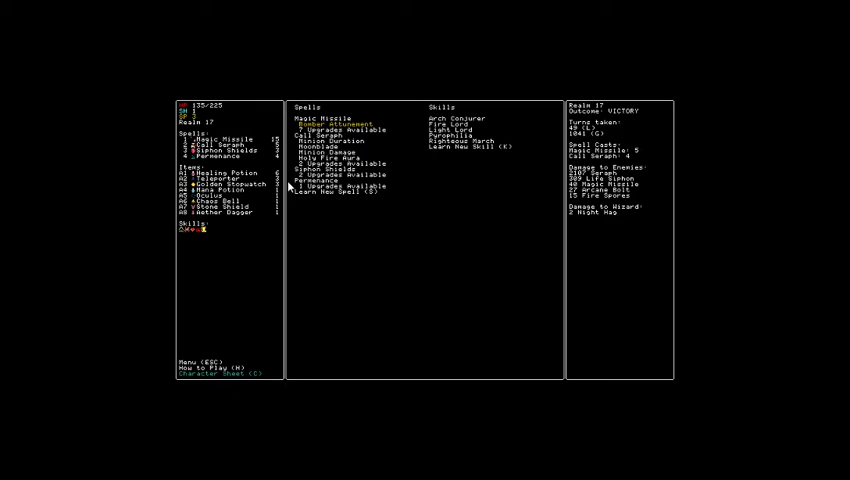 HP 135/225
SH 1
SP 3
Realm 17
Spells:
1 Magic Missile 15
2 Call Seraph 5
3 Siphon Shields 3
4 Permenance 4
Items:
A1 Healing Potion 6
A2 Teleporter 3
A3 Golden Stopwatch 3
A4 Mana Potion 1
A5 Oculus 1
A6 Chaos Bell 1
A7 Stone Shield 1
A8 Aether Dagger 1
Skills:
Menu (ESC)
How to Play (H)
Character Sheet (C)
Spells
Magic Missile
Bomber Attunement
7 Upgrades Available
Call Seraph
Minion Duration
Moonblade
Minion Damage
Holy Fire Aura
2 Upgrades Available
Siphon Shields
2 Upgrades Available
Permenance
1 Upgrades Available
Learn New Spell (S)
Skills
Arch Conjurer
Fire Lord
Light Lord
Pyrophilia
Righteous March
Learn New Skill (K)
Realm 17
Outcome: VICTORY
Turns taken:
49 (L)
1041 (G)
Spell Casts:
Magic Missile: 5
Call Seraph: 4
Damage to Enemies:
2107 Seraph
309 Life Siphon
40 Magic Missile
27 Arcane Bolt
15 Fire Spores
Damage to Wizard:
2 Night Hag